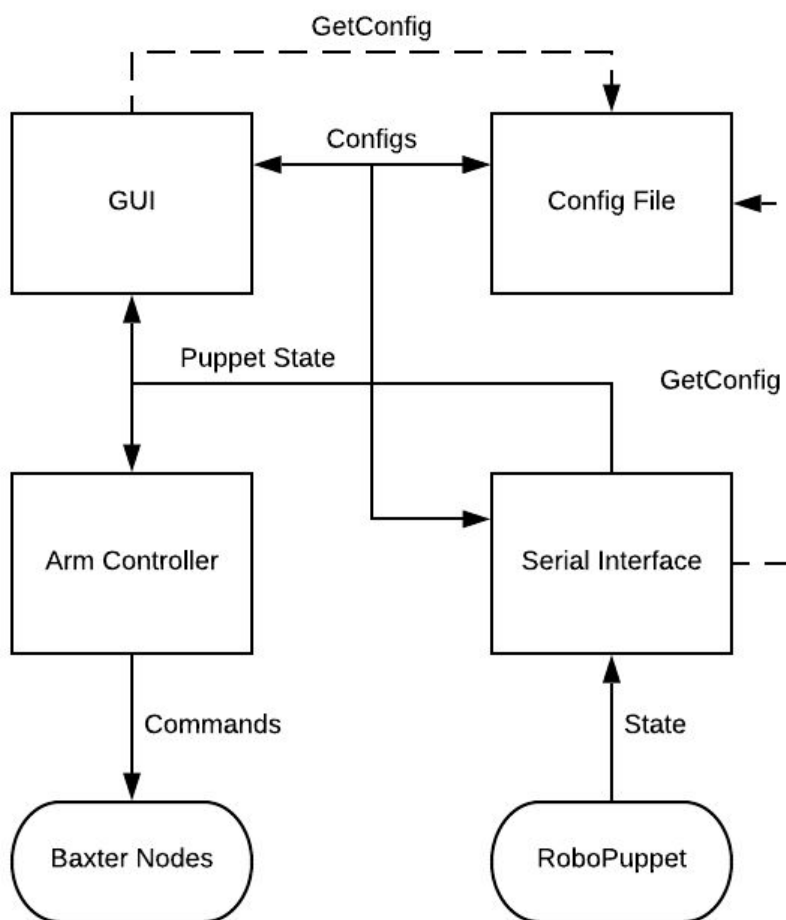 GetConfig
Configs
GUI
Config File
Puppet State
GetConfig
Arm Controller
Serial Interface
Commands
State
Baxter Nodes
RoboPuppet